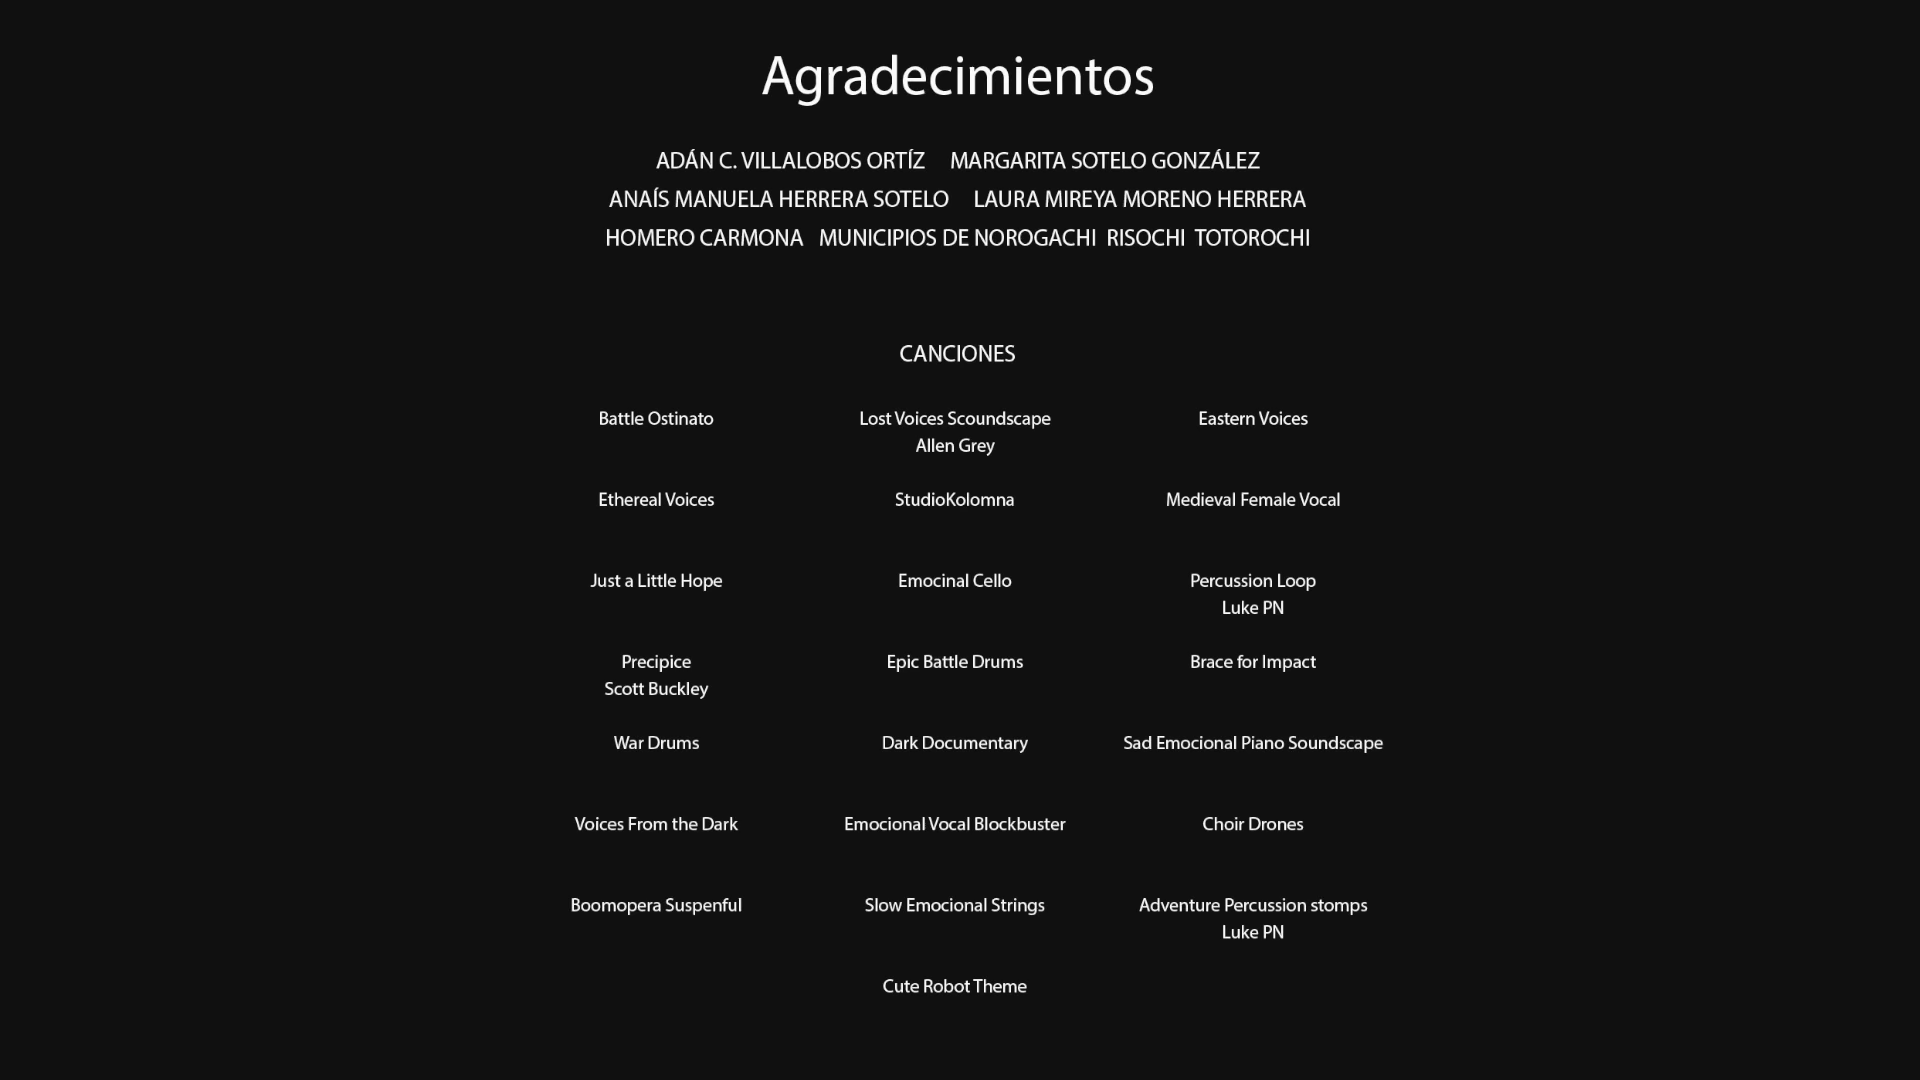 Agradecimientos
ADÁN C. VILLALOBOS ORTÍZ MARGARITA SOTELO GONZÁLEZ
ANAÍS MANUELA HERRERA SOTELO LAURA MIREYA MORENO HERRERA
HOMERO CARMONA MUNICIPIOS DE NOROGACHI RISOCHI TOTOROCHI
CANCIONES
Battle Ostinato
Lost Voices Scoundscape
Allen Grey
Eastern Voices
Ethereal Voices
StudioKolomna
Medieval Female Vocal
Just a Little Hope
Emocinal Cello
Percussion Loop
Luke PN
Precipice
Scott Buckley
Epic Battle Drums
Brace for Impact
War Drums
Dark Documentary
Sad Emocional Piano Soundscape
Voices From the Dark
Emocional Vocal Blockbuster
Choir Drones
Boomopera Suspenful
Slow Emocional Strings
Adventure Percussion stomps
Luke PN
Cute Robot Theme